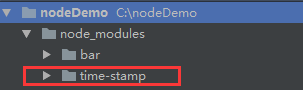 nodeDemo C:\nodeDemo
node_modules
bar
time-stamp